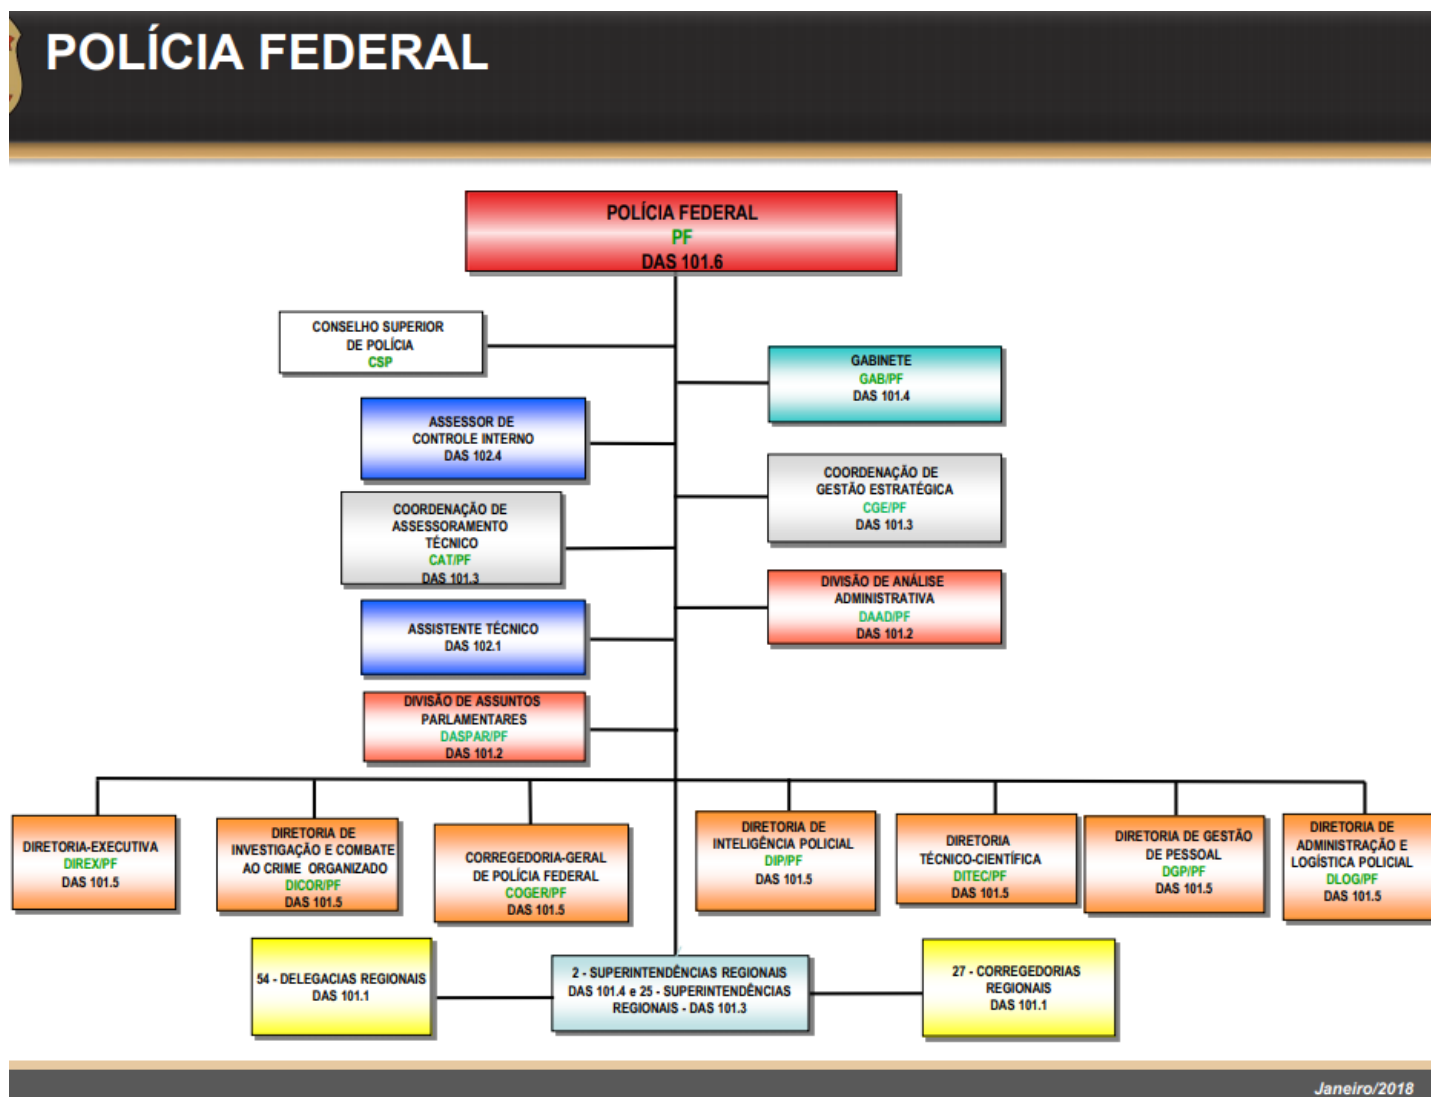 POLÍCIA FEDERAL
POLÍCIA FEDERAL
PF
DAS 101.6
CONSELHO SUPERIOR
DE POLÍCIA
CSP
GABINETE
GAB/PF
DAS 101.4
ASSESSOR DE
CONTROLE INTERNO
DAS 102.4
COORDENAÇÃO DE
GESTÃO ESTRATÉGICA
CGE/PF
DAS 101.3
COORDENAÇÃO DE
ASSESSORAMENTO
TÉCNICO
CAT/PF
DAS 101.3
DIVISÃO DE ANÁLISE
ADMINISTRATIVA
DAAD/PF
DAS 101.2
ASSISTENTE TÉCNICO
DAS 102.1
DIVISÃO DE ASSUNTOS
PARLAMENTARES
DASPAR/PF
DAS 101.2
DIRETORIA-EXECUTIVA
DIREX/PF
DAS 101.5
DIRETORIA DE
INVESTIGAÇÃO E COMBATE
AO CRIME ORGANIZADO
DICOR/PF
DAS 101.5
CORREGEDORIA-GERAL
DE POLÍCIA FEDERAL
COGER/PF
DAS 101.5
DIRETORIA DE
INTELIGÊNCIA POLICIAL
DIP/PF
DAS 101.5
DIRETORIA
TÉCNICO-CIENTÍFICA
DITEC/PF
DAS 101.5
DIRETORIA DE GESTÃO
DE PESSOAL
DGP/PF
DAS 101.5
DIRETORIA DE
ADMINISTRAÇÃO E
LOGÍSTICA POLICIAL
DLOG/PF
DAS 101.5
54 - DELEGACIAS REGIONAIS
DAS 101.1
2 - SUPERINTENDÊNCIAS REGIONAIS
DAS 101.4 e 25 - SUPERINTENDÊNCIAS
REGIONAIS - DAS 101.3
27 - CORREGEDORIAS
REGIONAIS
DAS 101.1
Janeiro/2018